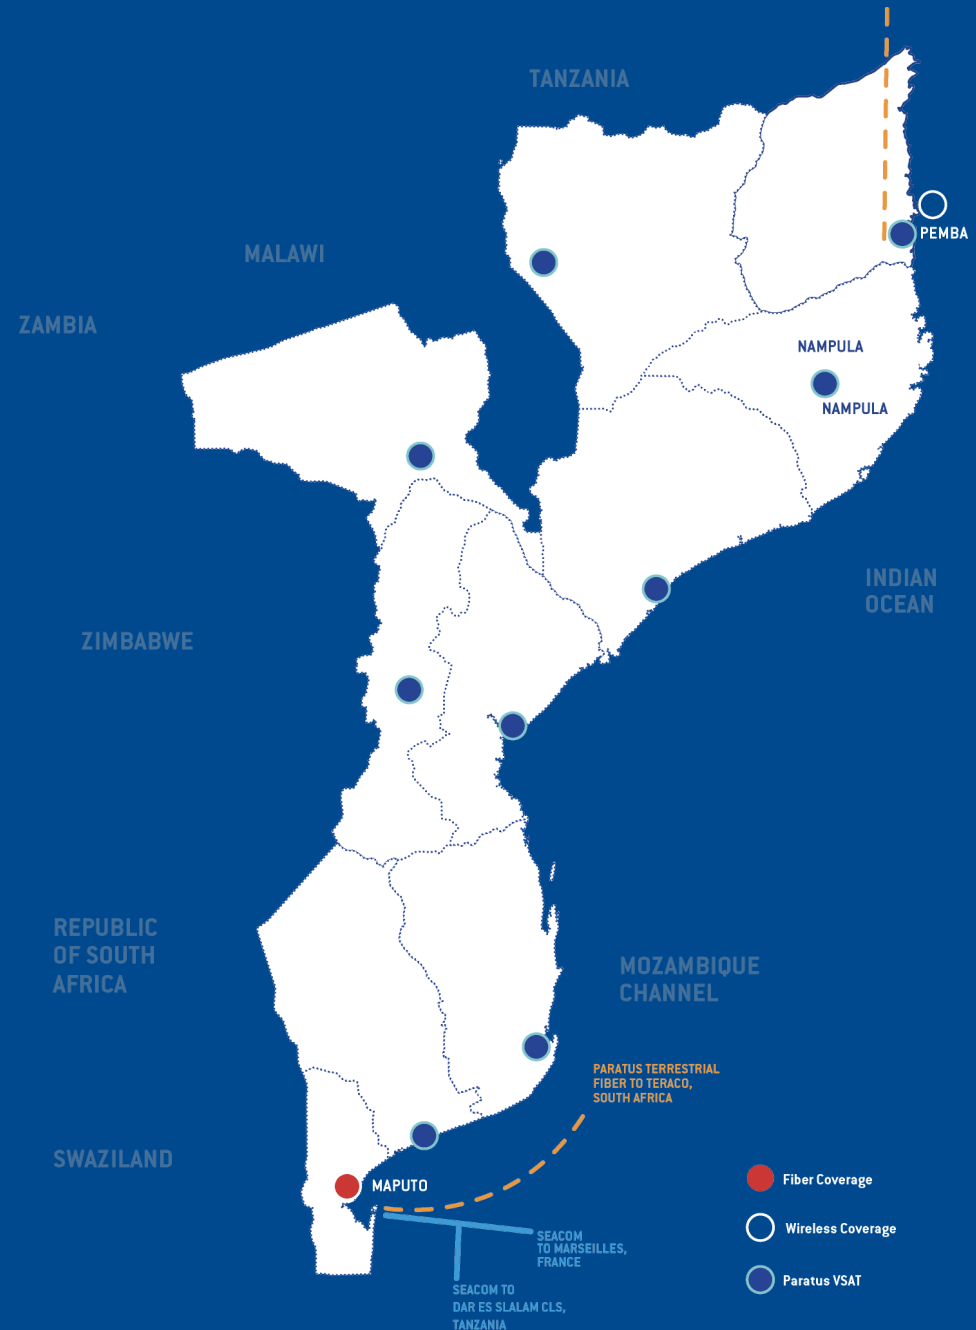 TANZANIA
MALAWI
PEMBA
ZAMBIA
NAMPULA
NAMPULA
INDIAN
OCEAN
ZIMBABWE
REPUBLIC
OF SOUTH
AFRICA
MOZAMBIQUE
CHANNEL
PARATUS TERRESTRIAL
FIBER TO TERACO,
SOUTH AFRICA
SWAZILAND
MAPUTO
Fiber Coverage
Wireless Coverage
Paratus VSAT
SEACOM
TO MARSEILLES,
FRANCE
SEACOM TO
DAR ES SLALAM CLS,
TANZANIA